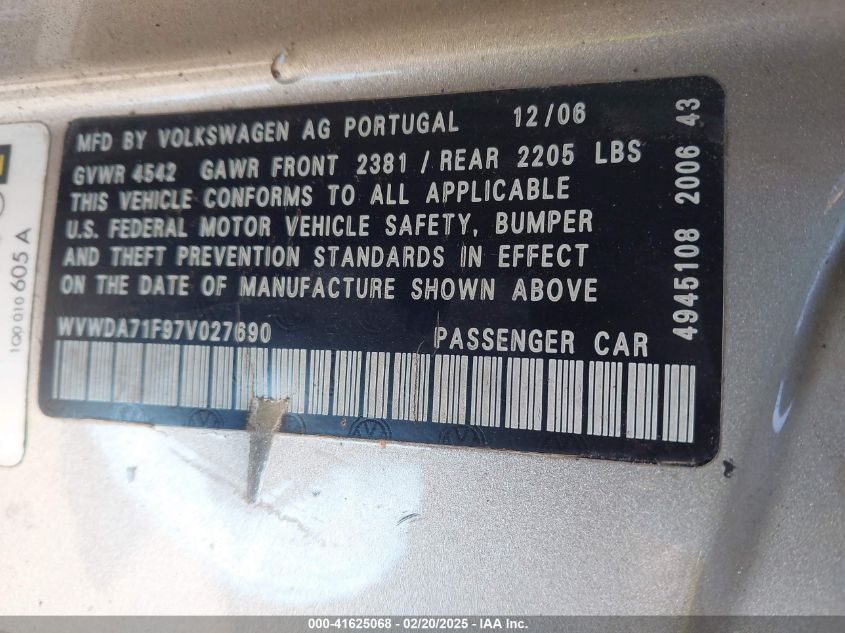 MFD BY VOLKSWAGEN AG PORTUGAL 12/06
GVWR 4542 GAWR FRONT 2381 / REAR 2205 LBS
THIS VEHICLE CONFORMS TO ALL APPLICABLE
U.S. FEDERAL MOTOR VEHICLE SAFETY, BUMPER
AND THEFT PREVENTION STANDARDS IN EFFECT
ON THE DATE OF MANUFACTURE SHOWN ABOVE
WVWDA71F97V027690 PASSENGER CAR
4945108 2006 43
1Q0 010 605 A
000-41625068 - 02/20/2025 - IAA Inc.